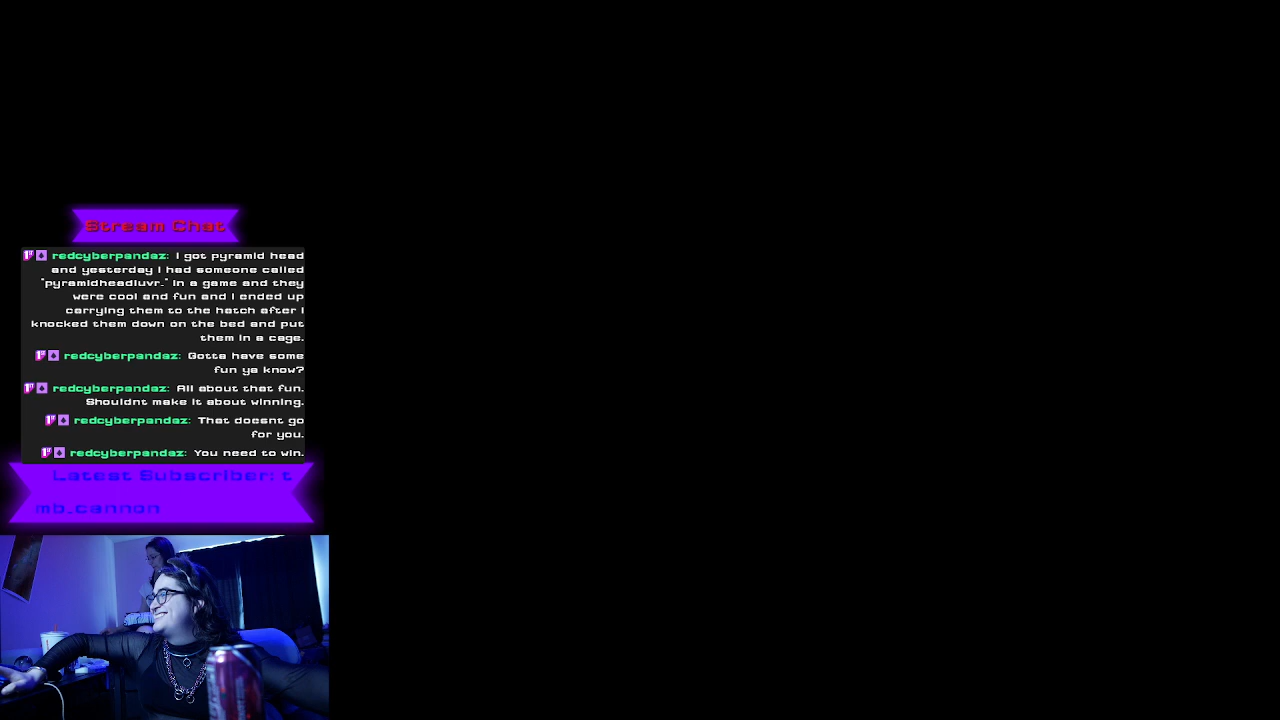 Stream Chat
redcyberpandaz: I got pyramid head
and yesterday I had someone called
"pyramidheadluvr." In a game and they
were cool and fun and I ended up
carrying them to the hatch after I
knocked them down on the bed and put
them in a cage.
redcyberpandaz: Gotta have some
fun ya know?
redcyberpandaz: All about that fun.
Shouldnt make it about winning.
redcyberpandaz: That doesnt go
for you.
redcyberpandaz: You need to win.
Latest Subscriber: t
mb_cannon